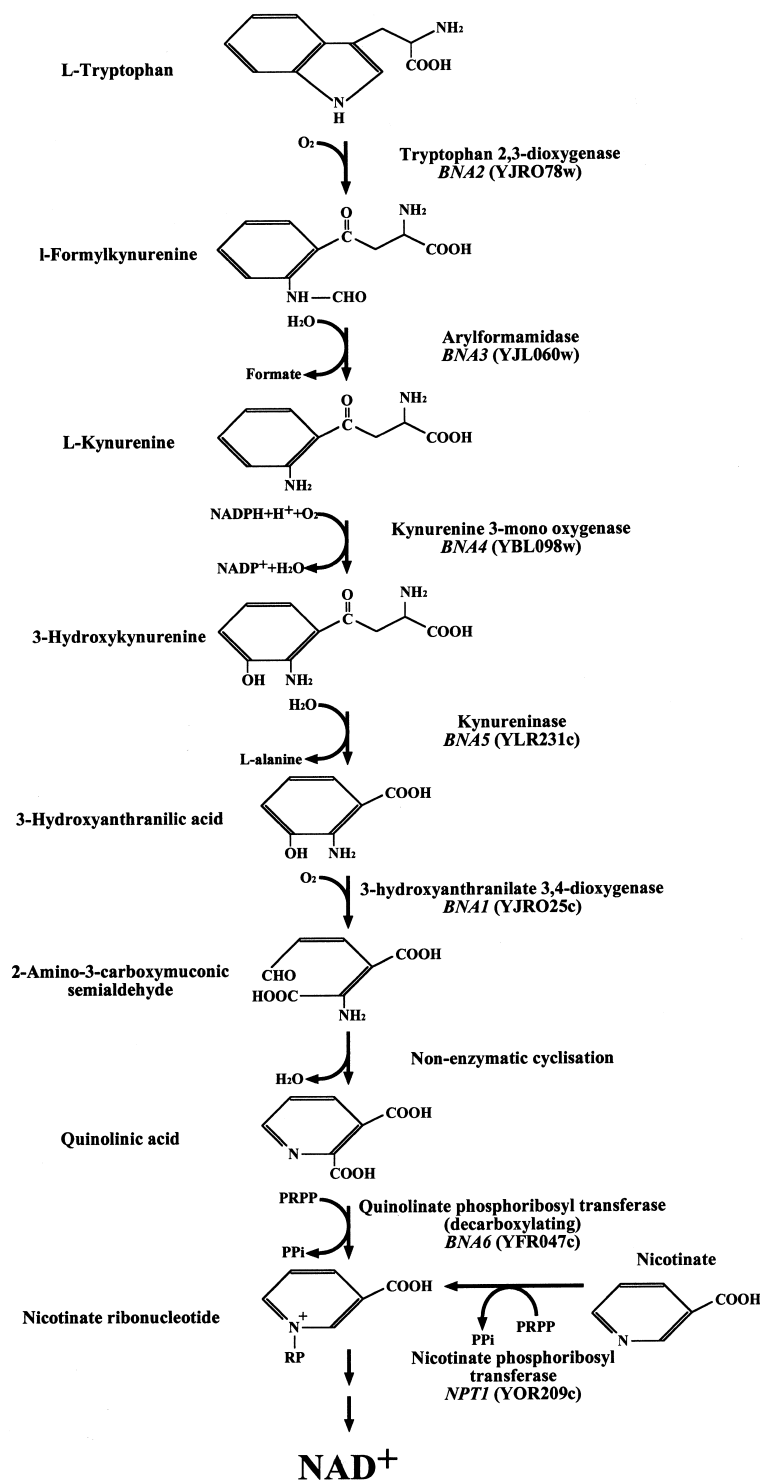 NH₂
COOH
L-Tryptophan
N
H
O₂
Tryptophan 2,3-dioxygenase
BNA2 (YJRO78w)
O
NH₂
C
COOH
l-Formylkynurenine
NH — CHO
H₂O
Arylformamidase
BNA3 (YJL060w)
Formate
O
NH₂
C
COOH
L-Kynurenine
NH₂
NADPH+H⁺+O₂
Kynurenine 3-mono oxygenase
BNA4 (YBL098w)
NADP⁺+H₂O
O
NH₂
C
COOH
3-Hydroxykynurenine
OH NH₂
H₂O
Kynureninase
BNA5 (YLR231c)
L-alanine
COOH
3-Hydroxyanthranilic acid
OH NH₂
O₂
3-hydroxyanthranilate 3,4-dioxygenase
BNA1 (YJRO25c)
COOH
2-Amino-3-carboxymuconic
semialdehyde
CHO
HOOC
NH₂
Non-enzymatic cyclisation
H₂O
COOH
Quinolinic acid
N
COOH
PRPP
Quinolinate phosphoribosyl transferase
(decarboxylating)
BNA6 (YFR047c)
PPi
Nicotinate
COOH
COOH
Nicotinate ribonucleotide
N⁺
RP
PPi PRPP
N
Nicotinate phosphoribosyl
transferase
NPT1 (YOR209c)
NAD⁺